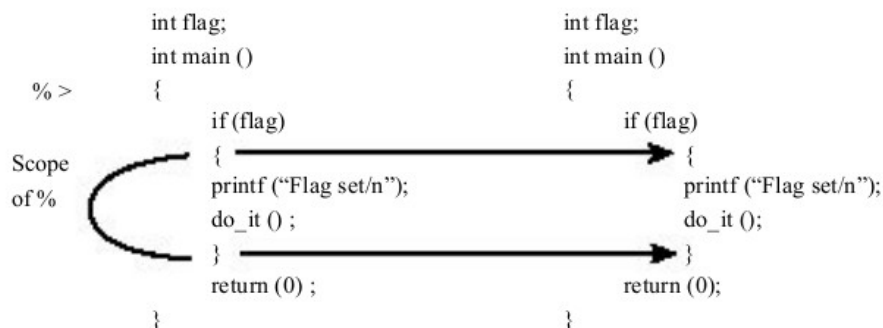 int flag;
int main ()
% > {
if (flag)
Scope
of %
{
printf (“Flag set/n”);
do_it () ;
}
return (0) ;
}
int flag;
int main ()
{
if (flag)
{
printf (“Flag set/n”);
do_it ();
}
return (0);
}